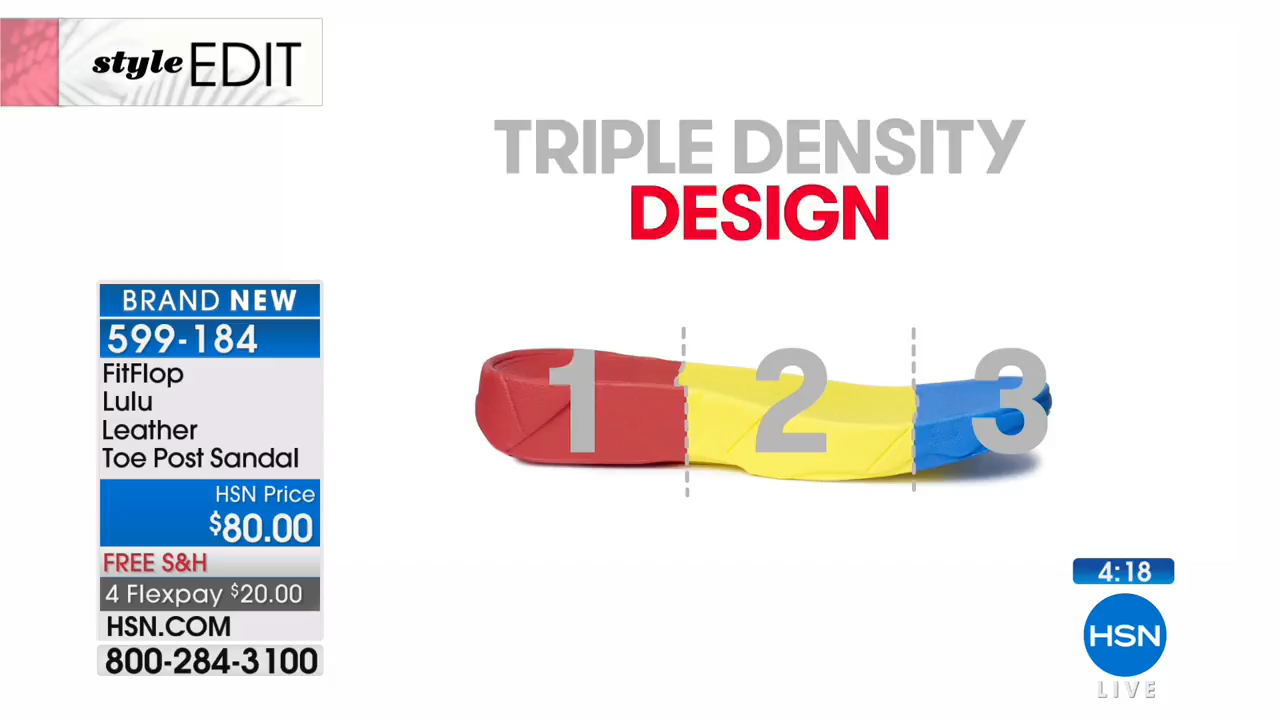 style EDIT
TRIPLE DENSITY
DESIGN
1 2 3
BRAND NEW
599-184
FitFlop
Lulu
Leather
Toe Post Sandal
HSN Price
$80.00
FREE S&H
4 Flexpay $20.00
HSN.COM
800-284-3100
4:18
HSN
LIVE